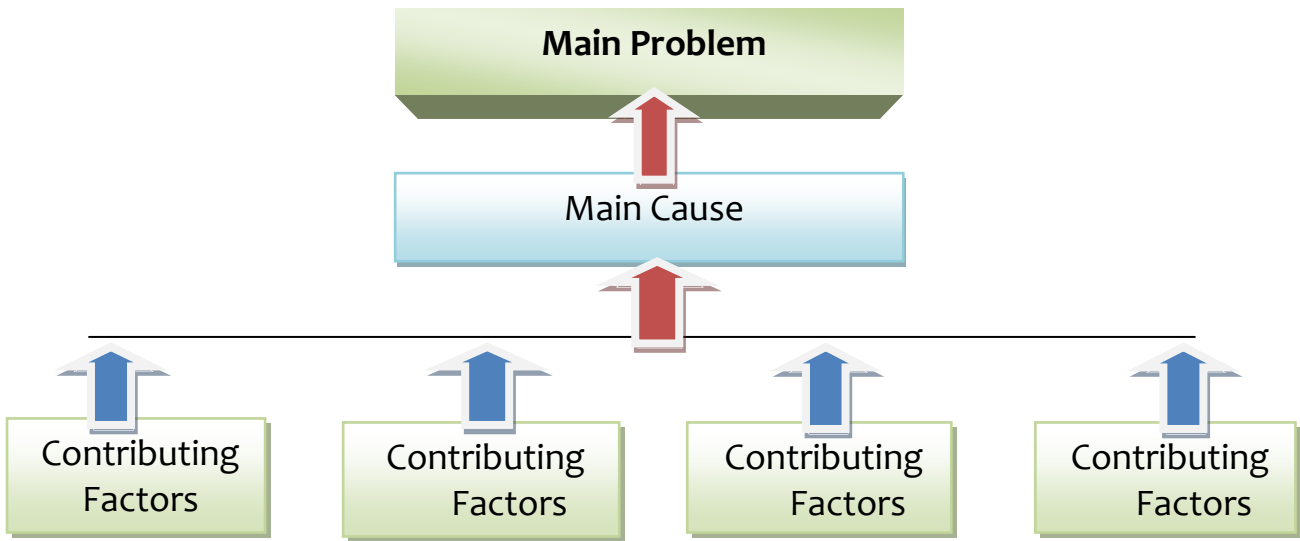 Main Problem
Main Cause
Contributing
Factors
Contributing
Factors
Contributing
Factors
Contributing
Factors